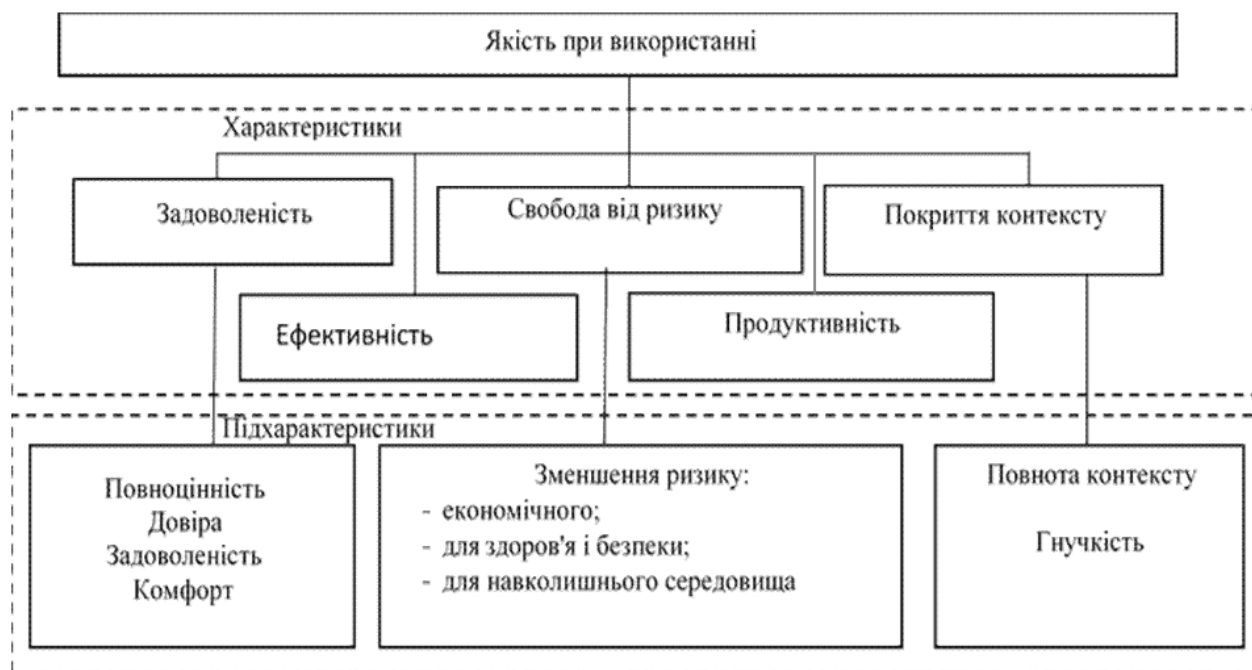 Якість при використанні
Характеристики
Задоволеність
Свобода від ризику
Покриття контексту
Ефективність
Продуктивність
Підхарактеристики
Повноцінність
Довіра
Задоволеність
Комфорт
Зменшення ризику:
- економічного;
- для здоров'я і безпеки;
- для навколишнього середовища
Повнота контексту
Гнучкість